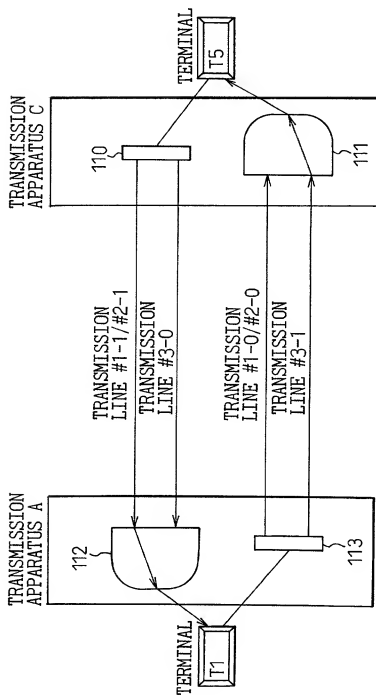 TRANSMISSION
APPARATUS A
TRANSMISSION
APPARATUS C
112
TRANSMISSION
LINE #1-1/#2-1
TRANSMISSION
LINE #3-0
110
TERMINAL
T1
TERMINAL
T5
TRANSMISSION
LINE #1-0/#2-0
TRANSMISSION
LINE #3-1
113
111